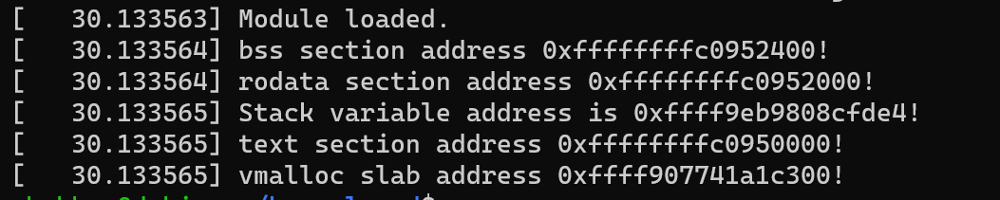 [   30.133563] Module loaded.
[   30.133564] bss section address 0xffffffffc0952400!
[   30.133564] rodata section address 0xffffffffc0952000!
[   30.133565] Stack variable address is 0xffff9eb9808cfde4!
[   30.133565] text section address 0xffffffffc0950000!
[   30.133565] vmalloc slab address 0xffff907741a1c300!